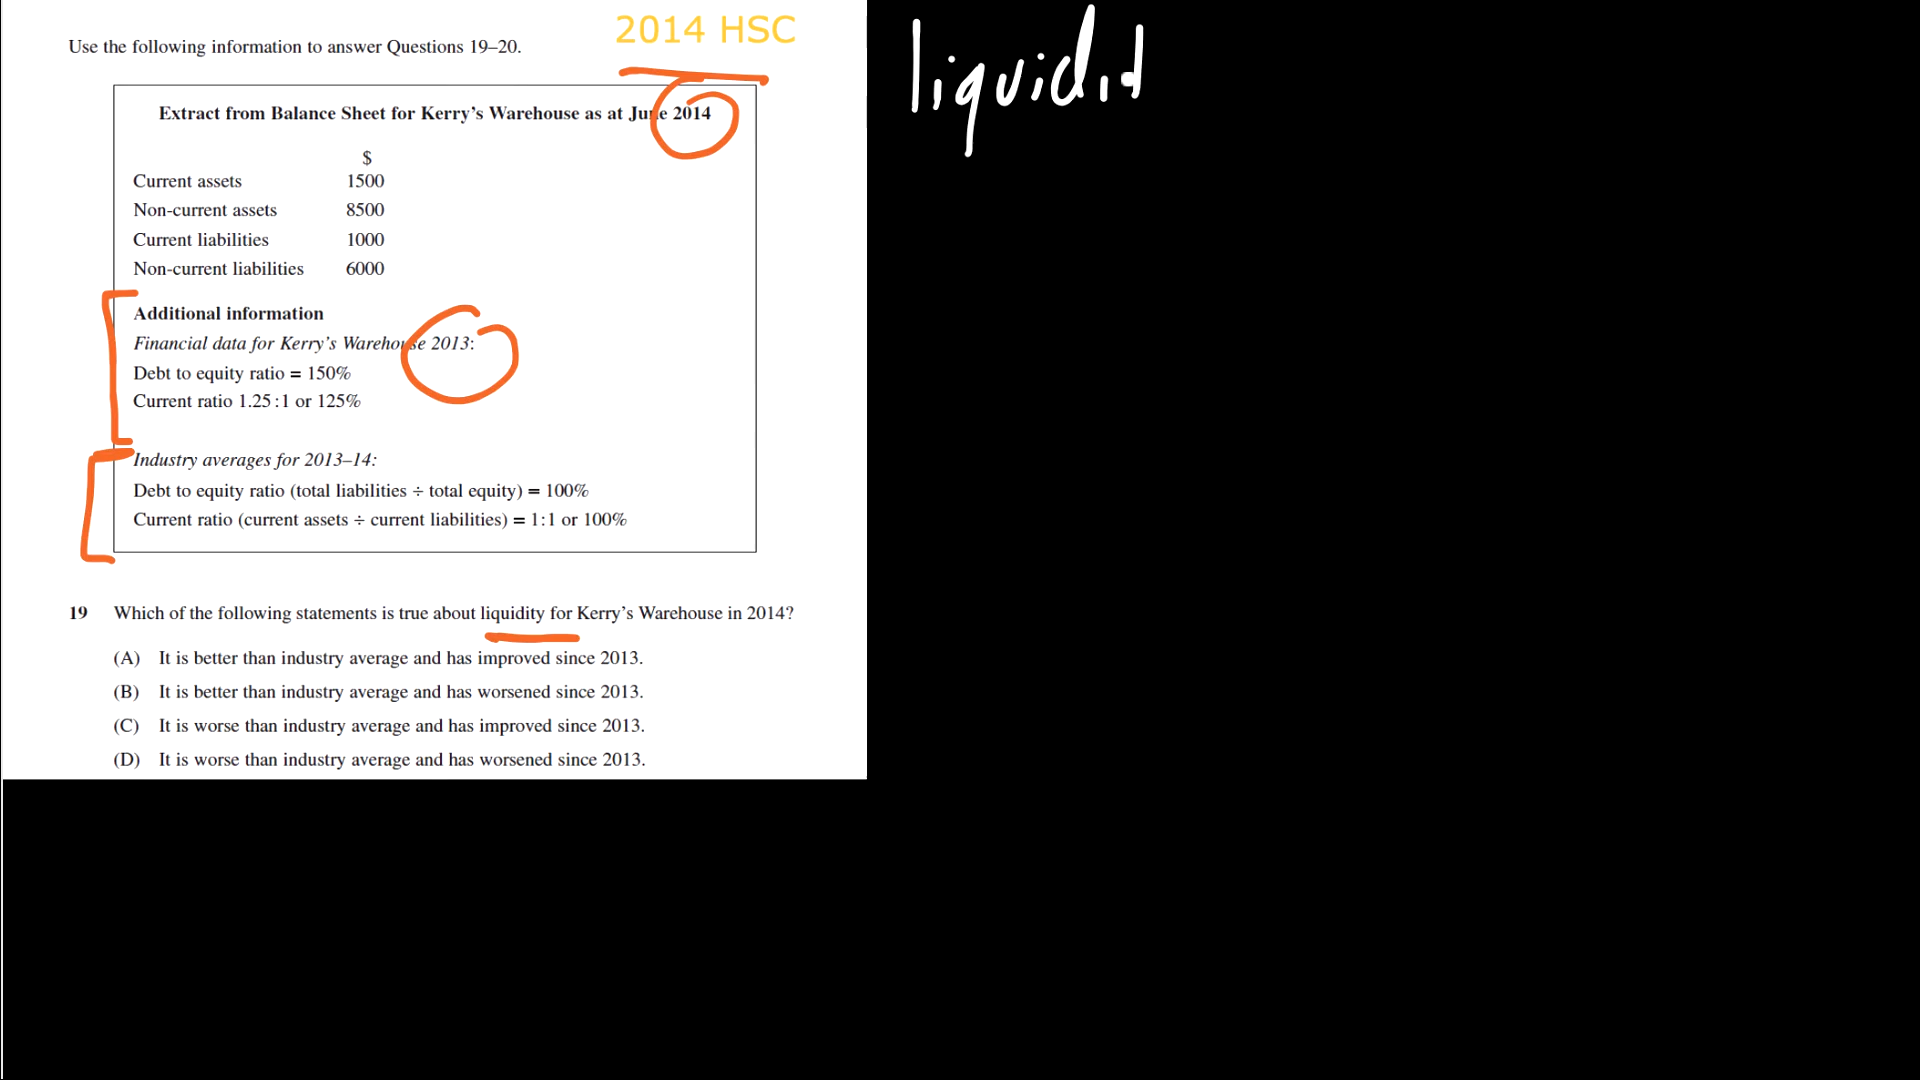 2014 HSC
Use the following information to answer Questions 19–20.
Extract from Balance Sheet for Kerry's Warehouse as at June 2014
$
Current assets 1500
Non-current assets 8500
Current liabilities 1000
Non-current liabilities 6000
Additional information
Financial data for Kerry's Warehouse 2013:
Debt to equity ratio = 150%
Current ratio 1.25 : 1 or 125%
Industry averages for 2013–14:
Debt to equity ratio (total liabilities ÷ total equity) = 100%
Current ratio (current assets ÷ current liabilities) = 1 : 1 or 100%
19 Which of the following statements is true about liquidity for Kerry's Warehouse in 2014?
(A) It is better than industry average and has improved since 2013.
(B) It is better than industry average and has worsened since 2013.
(C) It is worse than industry average and has improved since 2013.
(D) It is worse than industry average and has worsened since 2013.